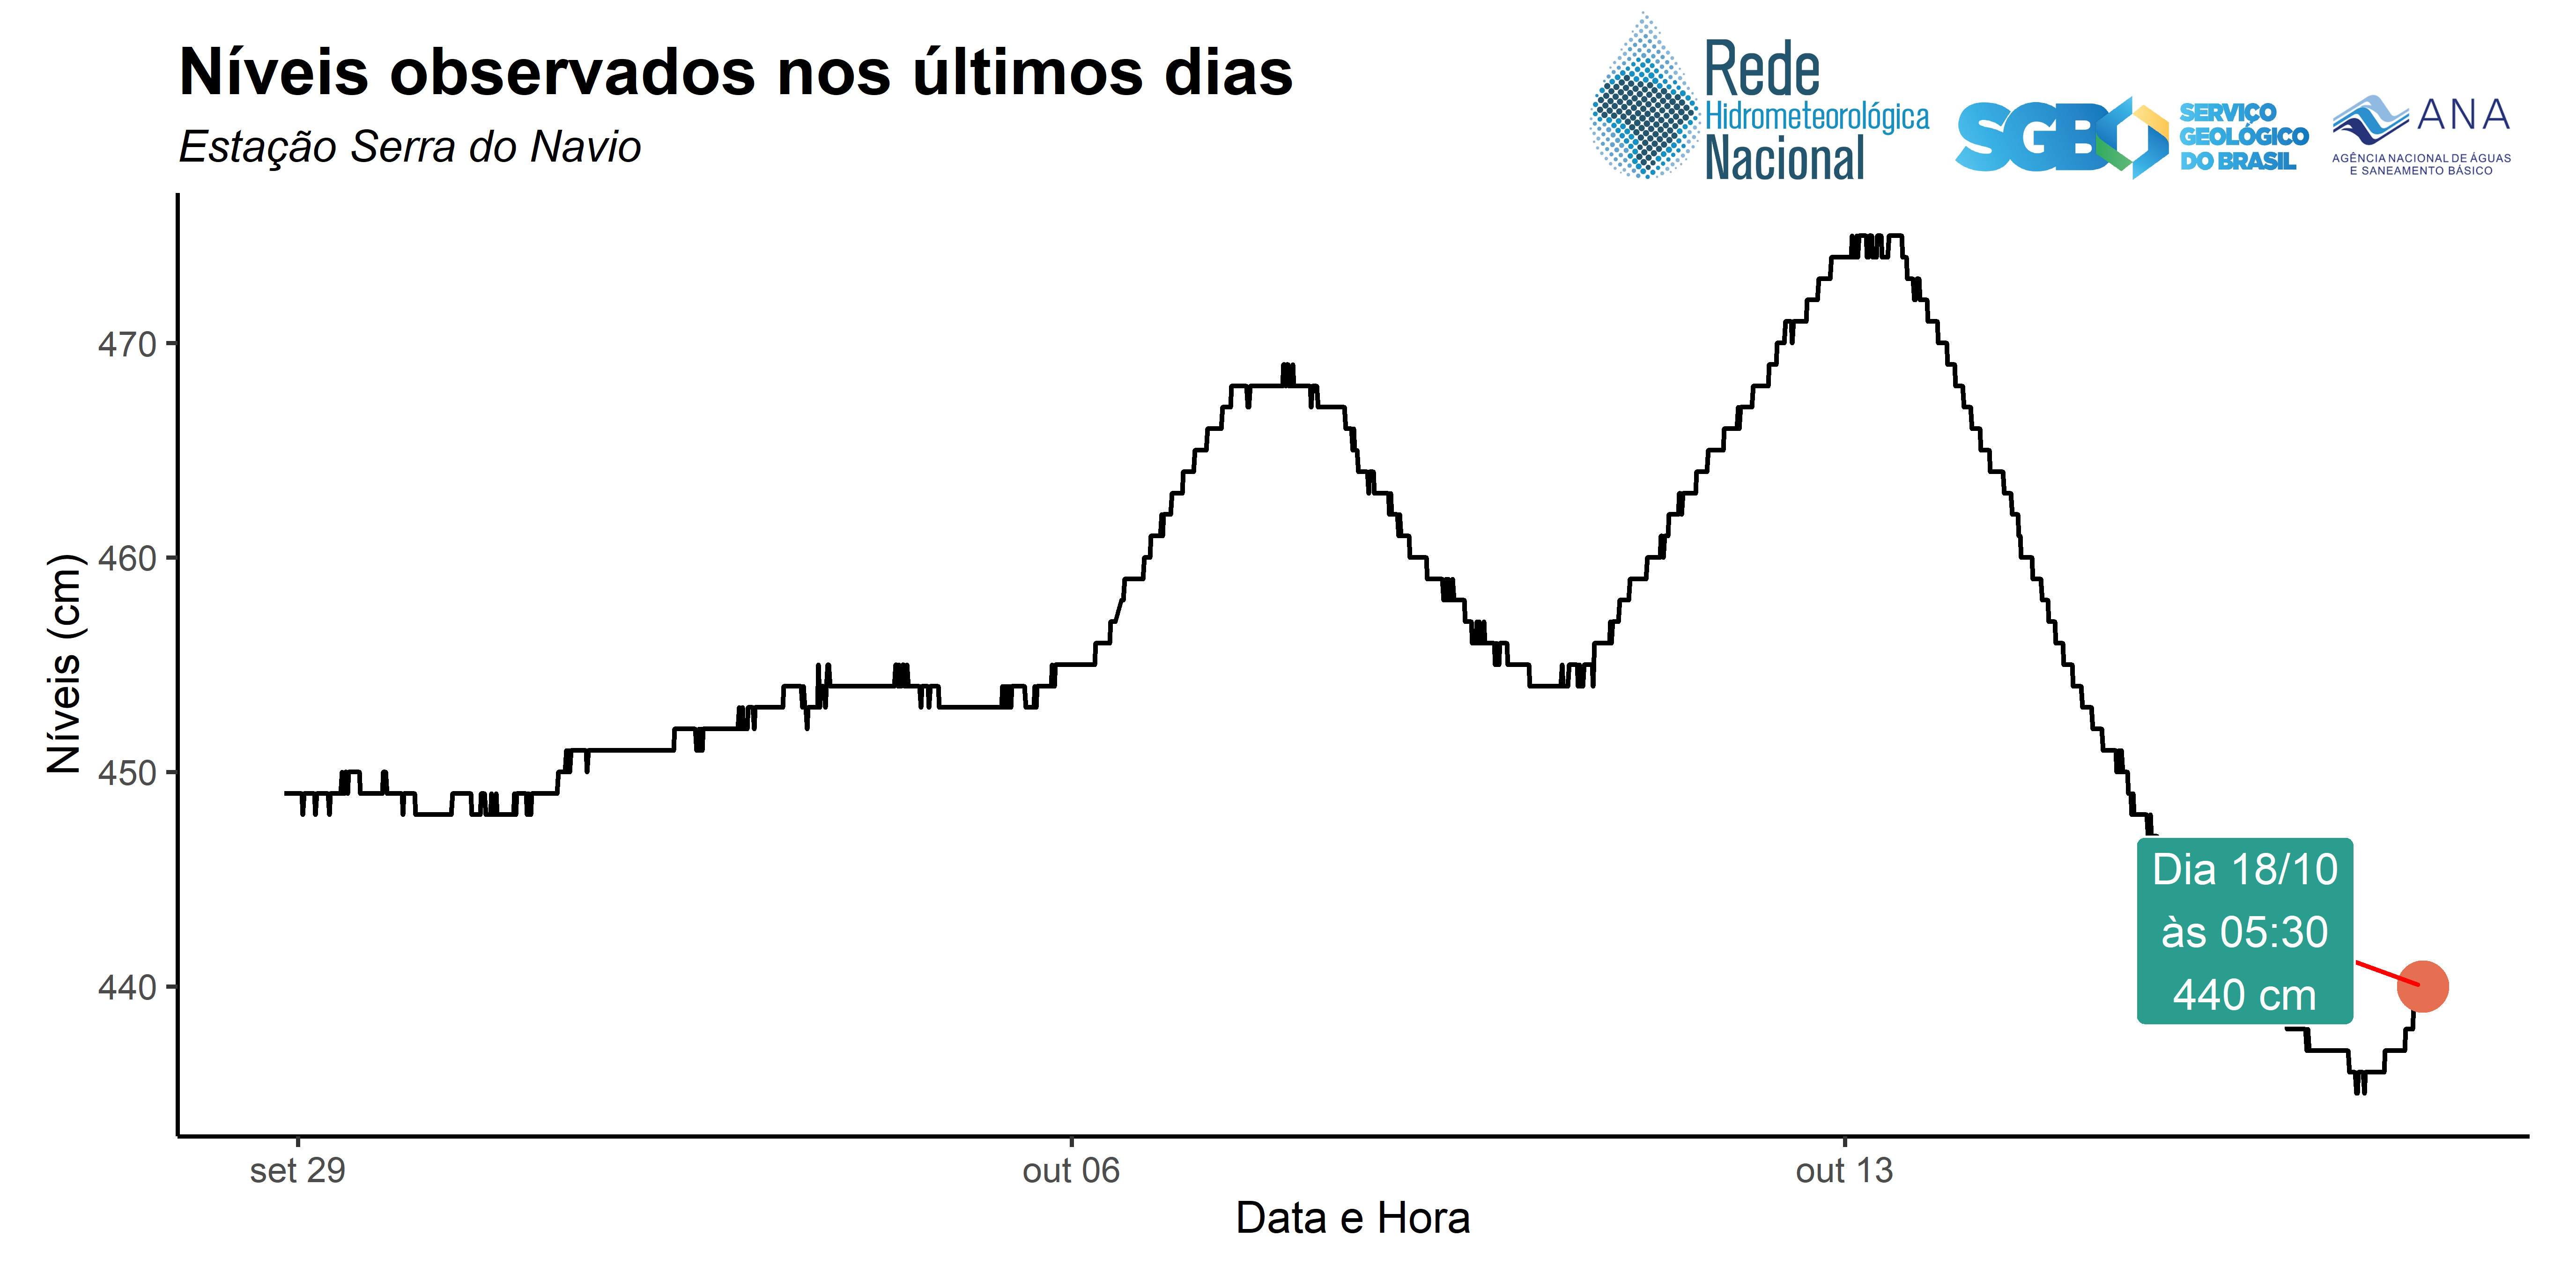 Níveis observados nos últimos dias
Estação Serra do Navio
Rede
Hidrometeorológica
Nacional
SGB
SERVIÇO
GEOLÓGICO
DO BRASIL
ANA
AGÊNCIA NACIONAL DE ÁGUAS
E SANEAMENTO BÁSICO
Níveis (cm)
470
460
450
440
Dia 18/10
às 05:30
440 cm
set 29
out 06
out 13
Data e Hora